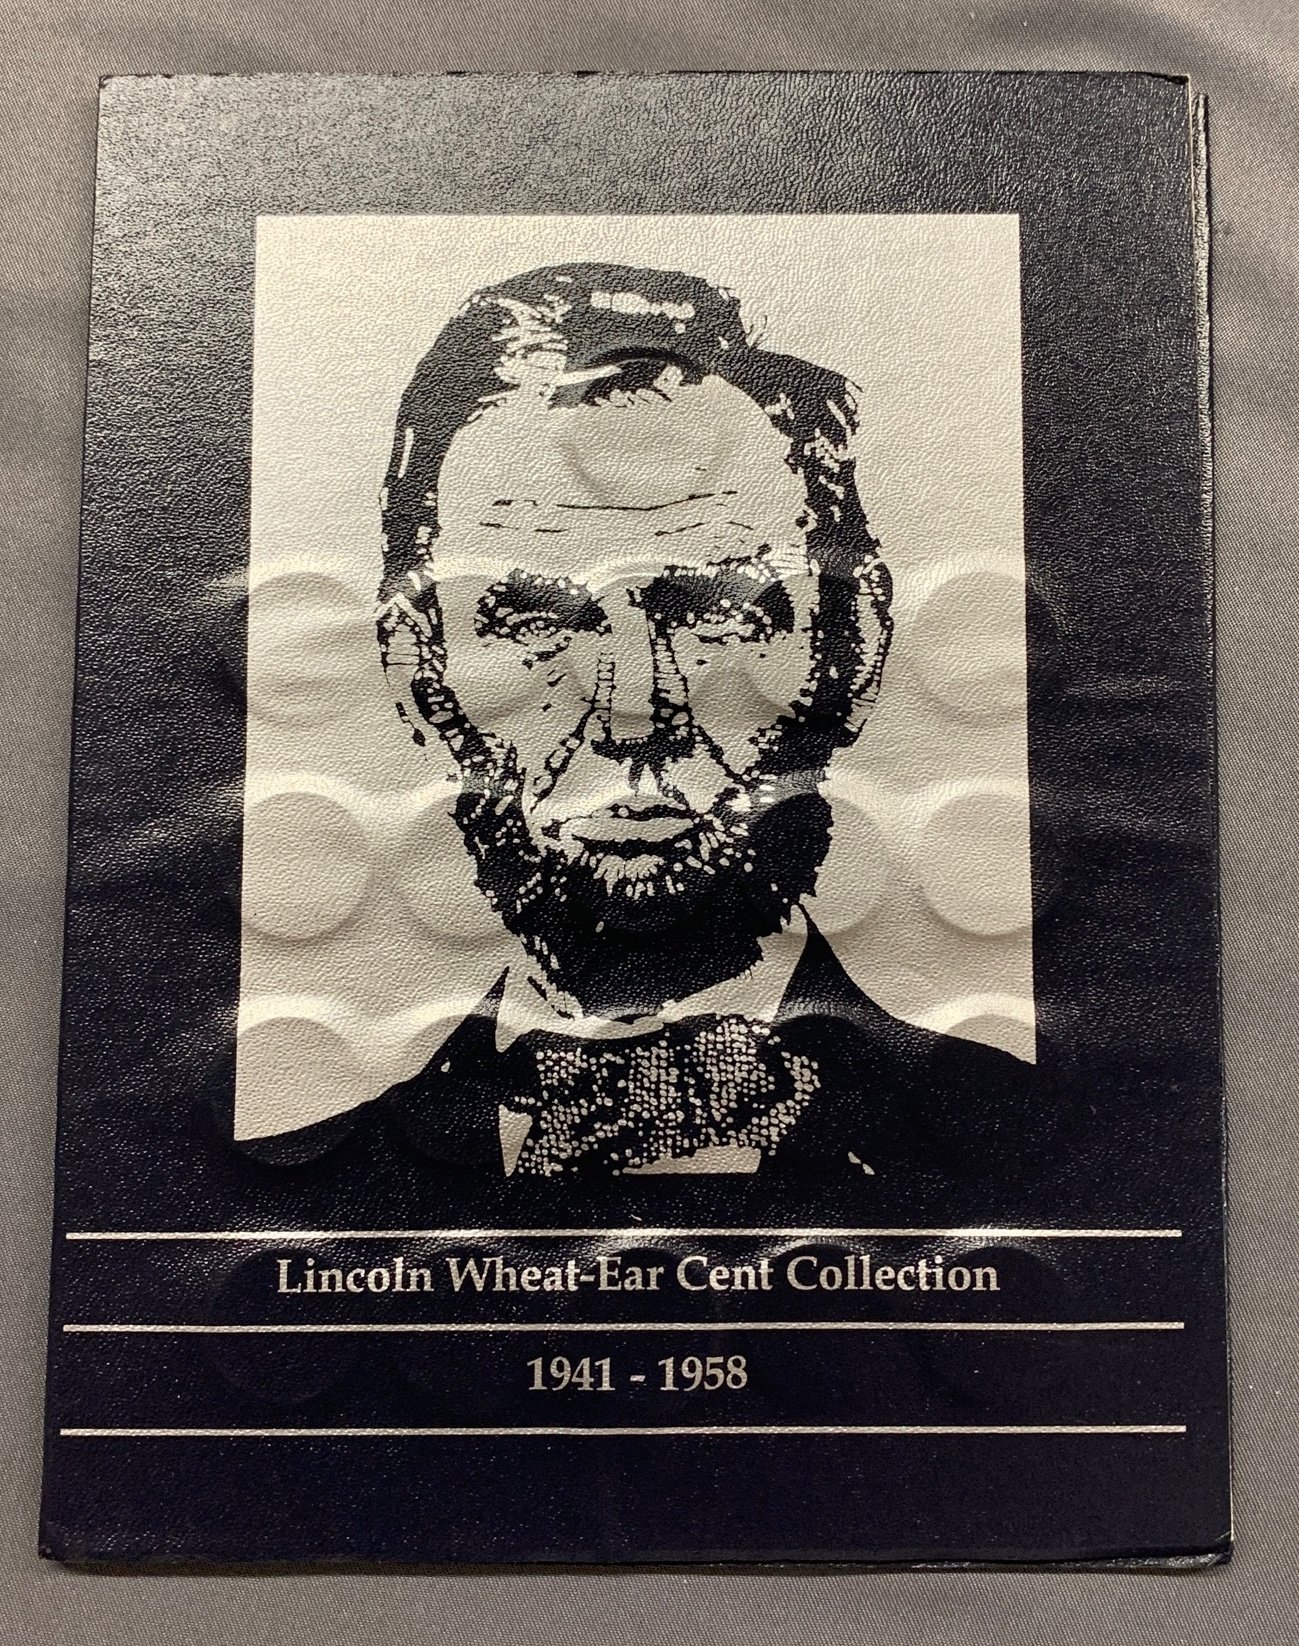 Lincoln Wheat-Ear Cent Collection
1941 - 1958